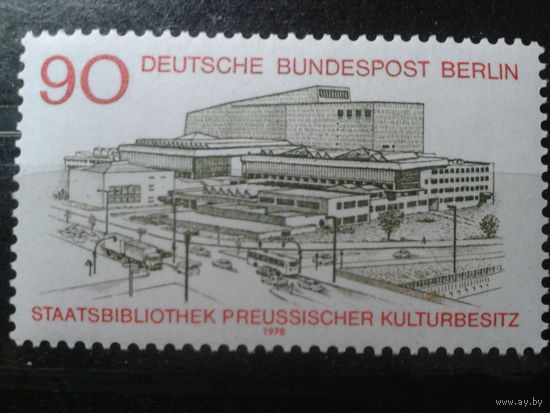 90 DEUTSCHE BUNDESPOST BERLIN
STAATSBIBLIOTHEK PREUSSISCHER KULTURBESITZ
1978
© www.ay.by